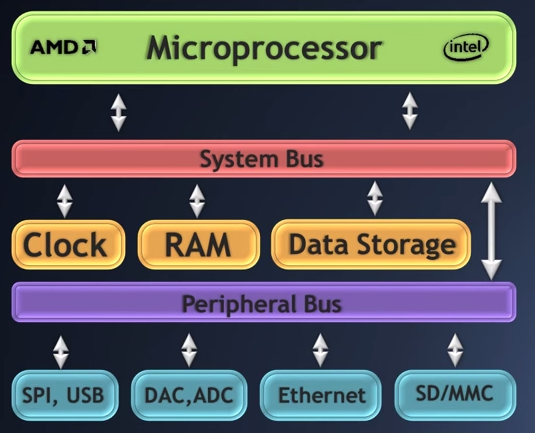 AMD Microprocessor intel
System Bus
Clock RAM Data Storage
Peripheral Bus
SPI, USB DAC,ADC Ethernet SD/MMC